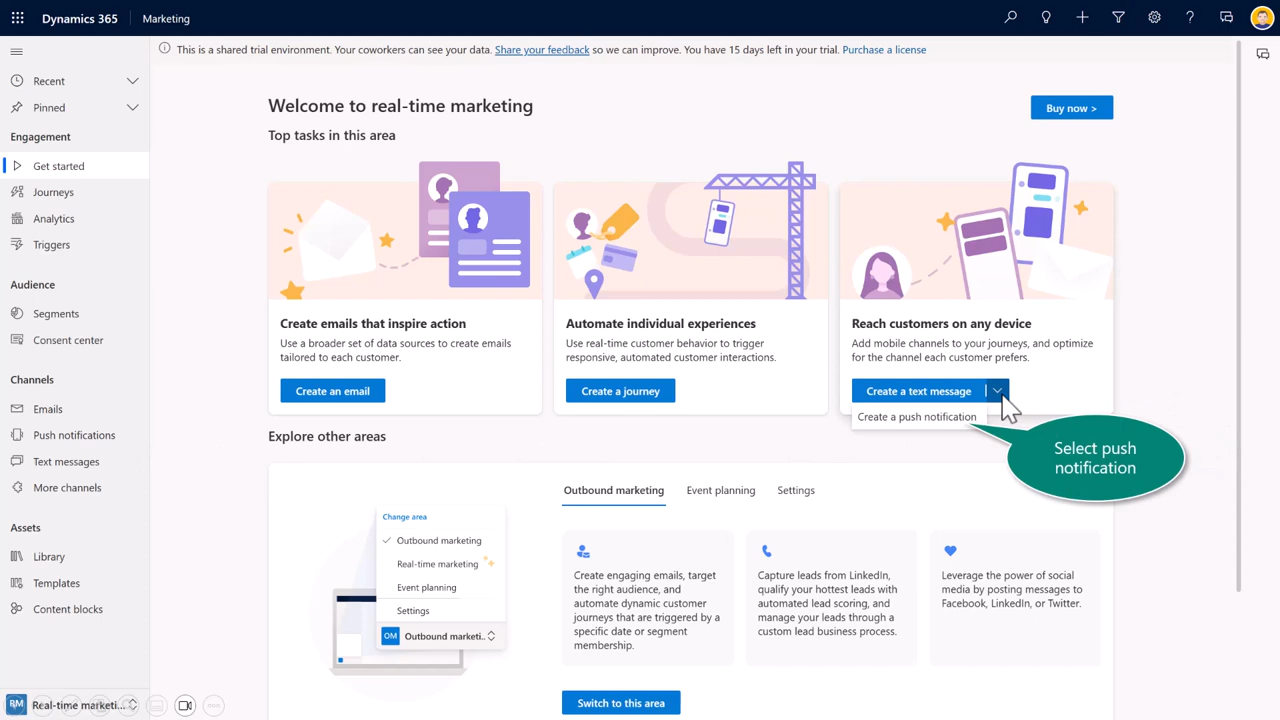 Dynamics 365
Marketing
This is a shared trial environment. Your coworkers can see your data. Share your feedback so we can improve. You have 15 days left in your trial. Purchase a license
Recent
Pinned
Engagement
Get started
Journeys
Analytics
Triggers
Audience
Segments
Consent center
Channels
Emails
Push notifications
Text messages
More channels
Assets
Library
Templates
Content blocks
RM
Real-time marketi...
Welcome to real-time marketing
Buy now >
Top tasks in this area
Create emails that inspire action
Use a broader set of data sources to create emails
tailored to each customer.
Create an email
Automate individual experiences
Use real-time customer behavior to trigger
responsive, automated customer interactions.
Create a journey
Reach customers on any device
Add mobile channels to your journeys, and optimize
for the channel each customer prefers.
Create a text message
Create a push notification
Select push
notification
Explore other areas
Change area
Outbound marketing
Real-time marketing
Event planning
Settings
OM
Outbound marketi..
Outbound marketing
Event planning
Settings
Create engaging emails, target
the right audience, and
automate dynamic customer
journeys that are triggered by a
specific date or segment
membership.
Capture leads from LinkedIn,
qualify your hottest leads with
automated lead scoring, and
manage your leads through a
custom lead business process.
Leverage the power of social
media by posting messages to
Facebook, LinkedIn, or Twitter.
Switch to this area